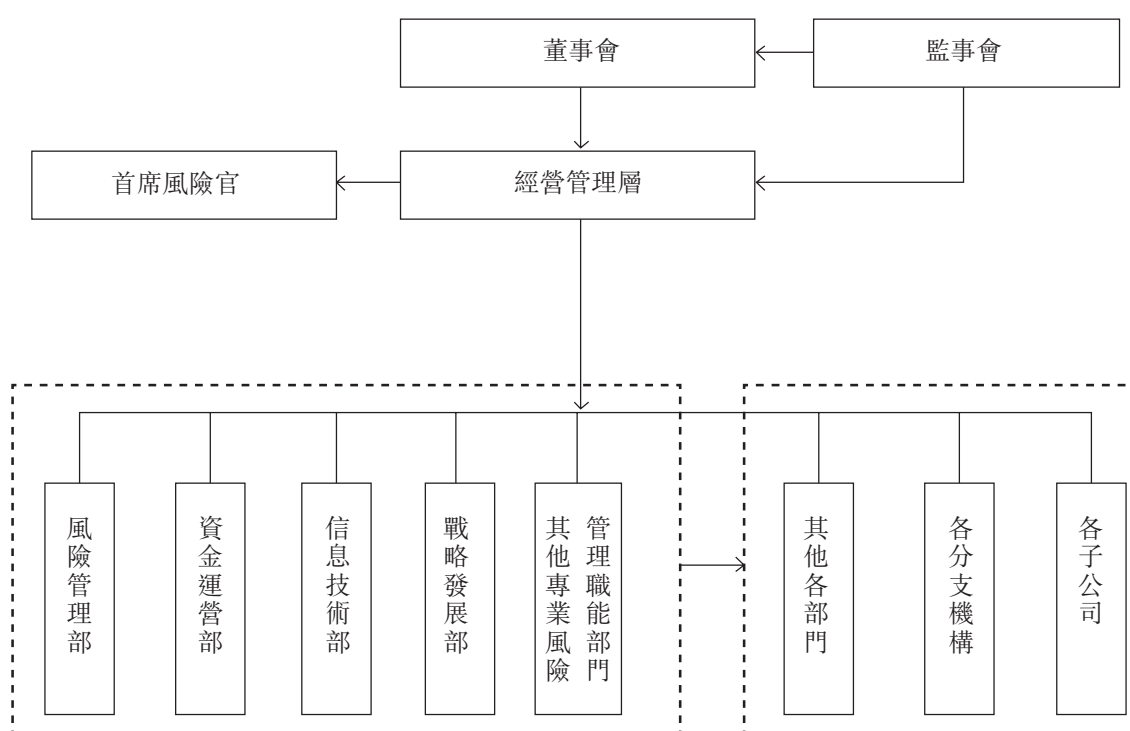 董事會
監事會
首席風險官
經營管理層
風險管理部
資金運營部
信息技術部
戰略發展部
其他專業風險
管理職能部門
其他各部門
各分支機構
各子公司